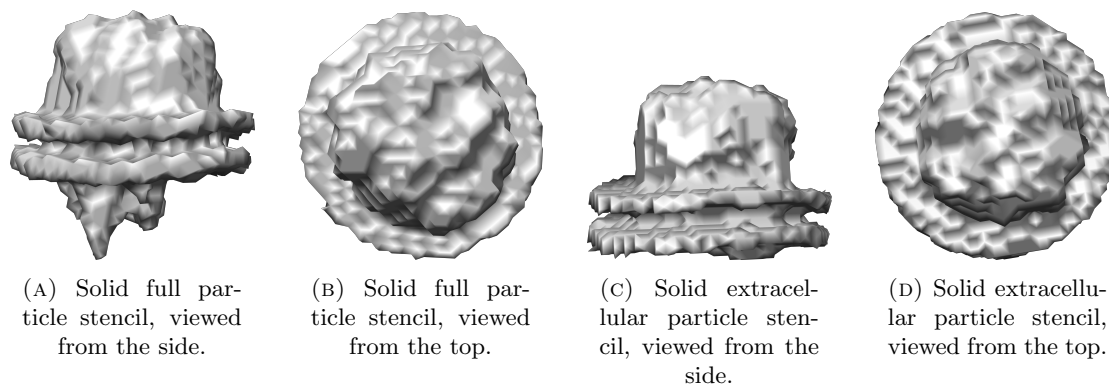 (A) Solid full par-
ticle stencil, viewed
from the side.
(B) Solid full par-
ticle stencil, viewed
from the top.
(C) Solid extracel-
lular particle sten-
cil, viewed from the
side.
(D) Solid extracellu-
lar particle stencil,
viewed from the top.